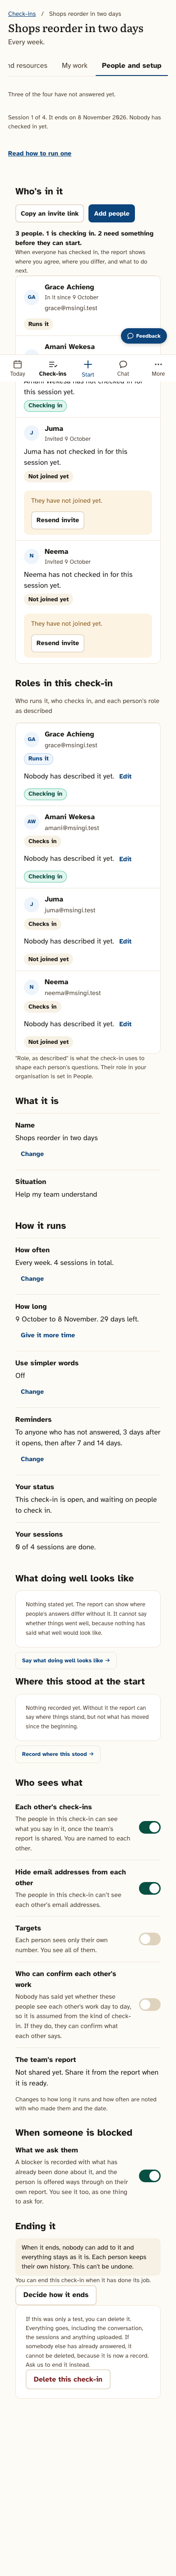 Check-ins / Shops reorder in two days
Shops reorder in two days
Every week.
nd resources My work People and setup
Three of the four have not answered yet.
Session 1 of 4. It ends on 8 November 2026. Nobody has
checked in yet.
Read how to run one
Who's in it
Copy an invite link Add people
3 people. 1 is checking in. 2 need something
before they can start.
When everyone has checked in, the report shows
where you agree, where you differ, and what to do
next.
GA Grace Achieng
In it since 9 October
grace@msingi.test
Runs it
Amani Wekesa
Feedback
Today Check-ins Start Chat More
Amani Wekesa has not checked in for
this session yet.
Checking in
J Juma
Invited 9 October
Juma has not checked in for this
session yet.
Not joined yet
They have not joined yet.
Resend invite
N Neema
Invited 9 October
Neema has not checked in for this
session yet.
Not joined yet
They have not joined yet.
Resend invite
Roles in this check-in
Who runs it, who checks in, and each person's role
as described
GA Grace Achieng
grace@msingi.test
Runs it
Nobody has described it yet. Edit
Checking in
AW Amani Wekesa
amani@msingi.test
Checks in
Nobody has described it yet. Edit
Checking in
J Juma
juma@msingi.test
Checks in
Nobody has described it yet. Edit
Not joined yet
N Neema
neema@msingi.test
Checks in
Nobody has described it yet. Edit
Not joined yet
"Role, as described" is what the check-in uses to
shape each person's questions. Their role in your
organisation is set in People.
What it is
Name
Shops reorder in two days
Change
Situation
Help my team understand
How it runs
How often
Every week. 4 sessions in total.
Change
How long
9 October to 8 November. 29 days left.
Give it more time
Use simpler words
Off
Change
Reminders
To anyone who has not answered, 3 days after
it opens, then after 7 and 14 days.
Change
Your status
This check-in is open, and waiting on people
to check in.
Your sessions
0 of 4 sessions are done.
What doing well looks like
Nothing stated yet. The report can show where
people's answers differ without it. It cannot say
whether things went well, because nothing has
said what well would look like.
Say what doing well looks like →
Where this stood at the start
Nothing recorded yet. Without it the report can
say where things stand, but not what has moved
since the beginning.
Record where this stood →
Who sees what
Each other's check-ins
The people in this check-in can see
what you say in it, once the team's
report is shared. You are named to each
other.
Hide email addresses from each
other
The people in this check-in can't see
each other's email addresses.
Targets
Each person sees only their own
number. You see all of them.
Who can confirm each other's
work
Nobody has said yet whether these
people see each other's work day to day,
so it is assumed from the kind of check-
in. If they do, they can confirm what
each other says.
The team's report
Not shared yet. Share it from the report when
it is ready.
Changes to how long it runs and how often are noted
with who made them and the date.
When someone is blocked
What we ask them
A blocker is recorded with what has
already been done about it, and the
person is offered ways through on their
own report. You see it too, as one thing
to ask for.
Ending it
When it ends, nobody can add to it and
everything stays as it is. Each person keeps
their own history. This can't be undone.
You can end this check-in when it has done its job.
Decide how it ends
If this was only a test, you can delete it.
Everything goes, including the conversation,
the sessions and anything uploaded. If
somebody else has already answered, it
cannot be deleted, because it is now a record.
Ask us to end it instead.
Delete this check-in